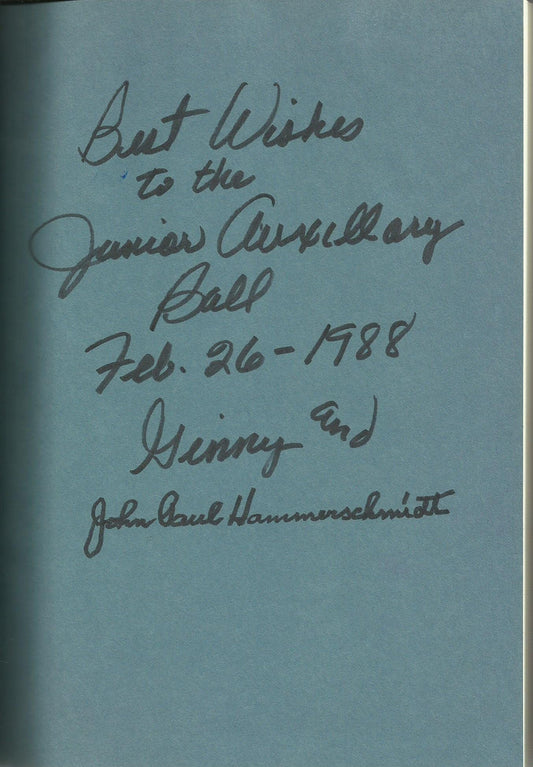 Best Wishes
to the
Junior Auxillary
Ball
Feb. 26-1988
Ginny and
John Paul Hammerschmidt